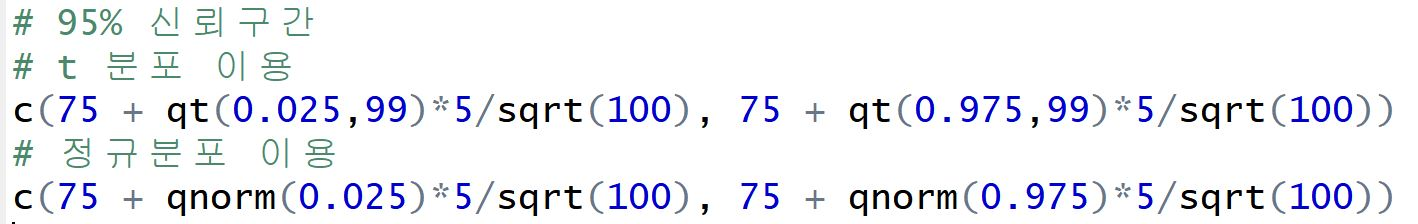 # 95% 신뢰구간
# t 분포 이용
c(75 + qt(0.025,99)*5/sqrt(100), 75 + qt(0.975,99)*5/sqrt(100))
# 정규분포 이용
c(75 + qnorm(0.025)*5/sqrt(100), 75 + qnorm(0.975)*5/sqrt(100))